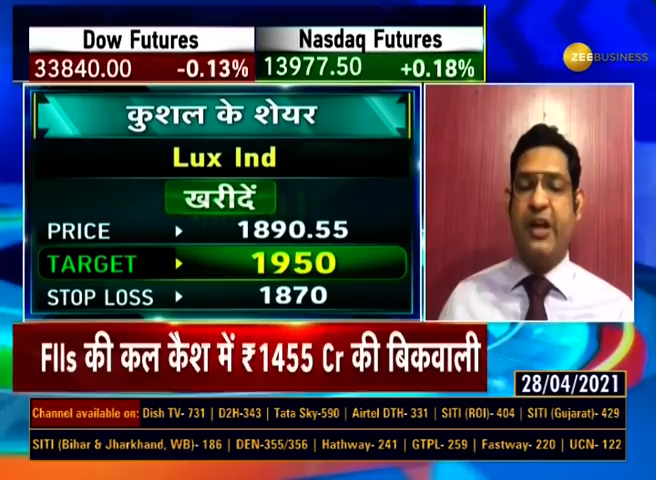 Dow Futures
33840.00 -0.13%
Nasdaq Futures
13977.50 +0.18%
ZEEBUSINESS
कुशल के शेयर
Lux Ind
खरीदें
PRICE 1890.55
TARGET 1950
STOP LOSS 1870
FIIs की कल कैश में ₹1455 Cr की बिकवाली
28/04/2021
Channel available on: Dish TV- 731 | D2H-343 | Tata Sky-590 | Airtel DTH- 331 | SITI (ROI)- 404 | SITI (Gujarat)- 429
SITI (Bihar & Jharkhand, WB)- 186 | DEN-355/356 | Hathway- 241 | GTPL- 259 | Fastway- 220 | UCN- 122